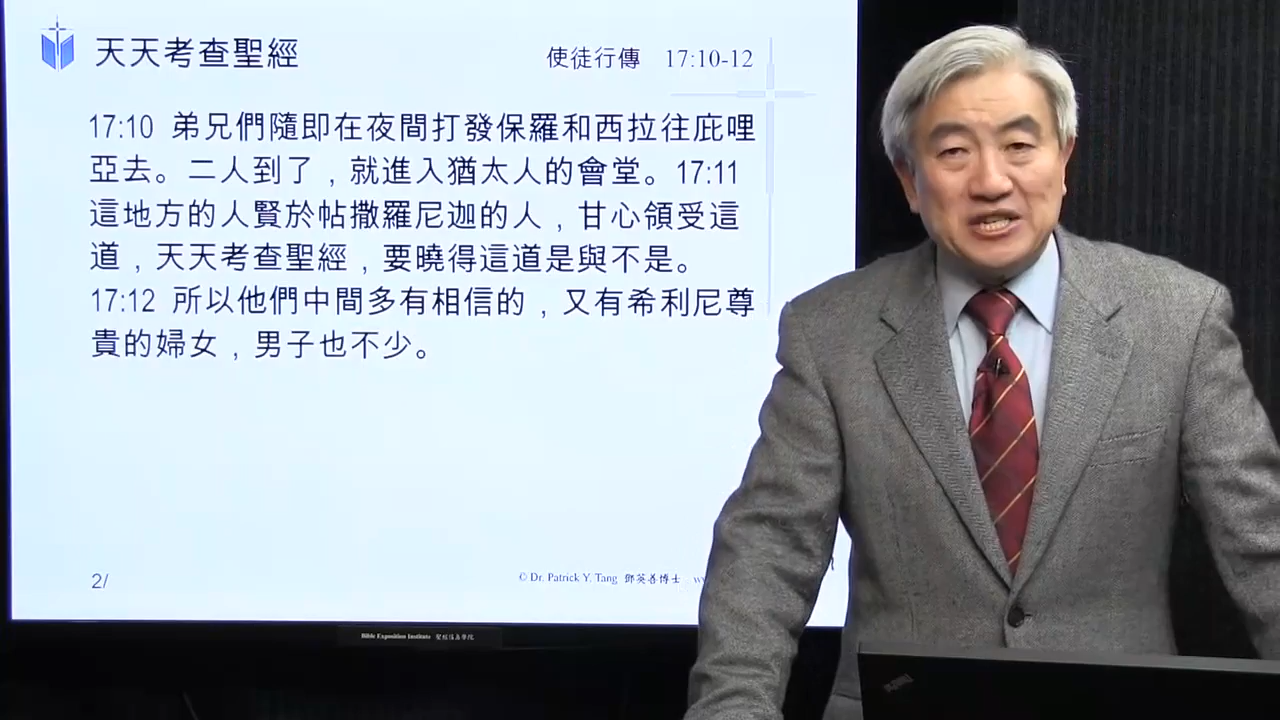 天天考查聖經
使徒行傳 17:10-12
17:10 弟兄們隨即在夜間打發保羅和西拉往庇哩
亞去。二人到了，就進入猶太人的會堂。17:11
這地方的人賢於帖撒羅尼迦的人，甘心領受這
道，天天考查聖經，要曉得這道是與不是。
17:12 所以他們中間多有相信的，又有希利尼尊
貴的婦女，男子也不少。
2/
© Dr. Patrick Y. Tang 鄧英善博士
Bible Exposition Institute